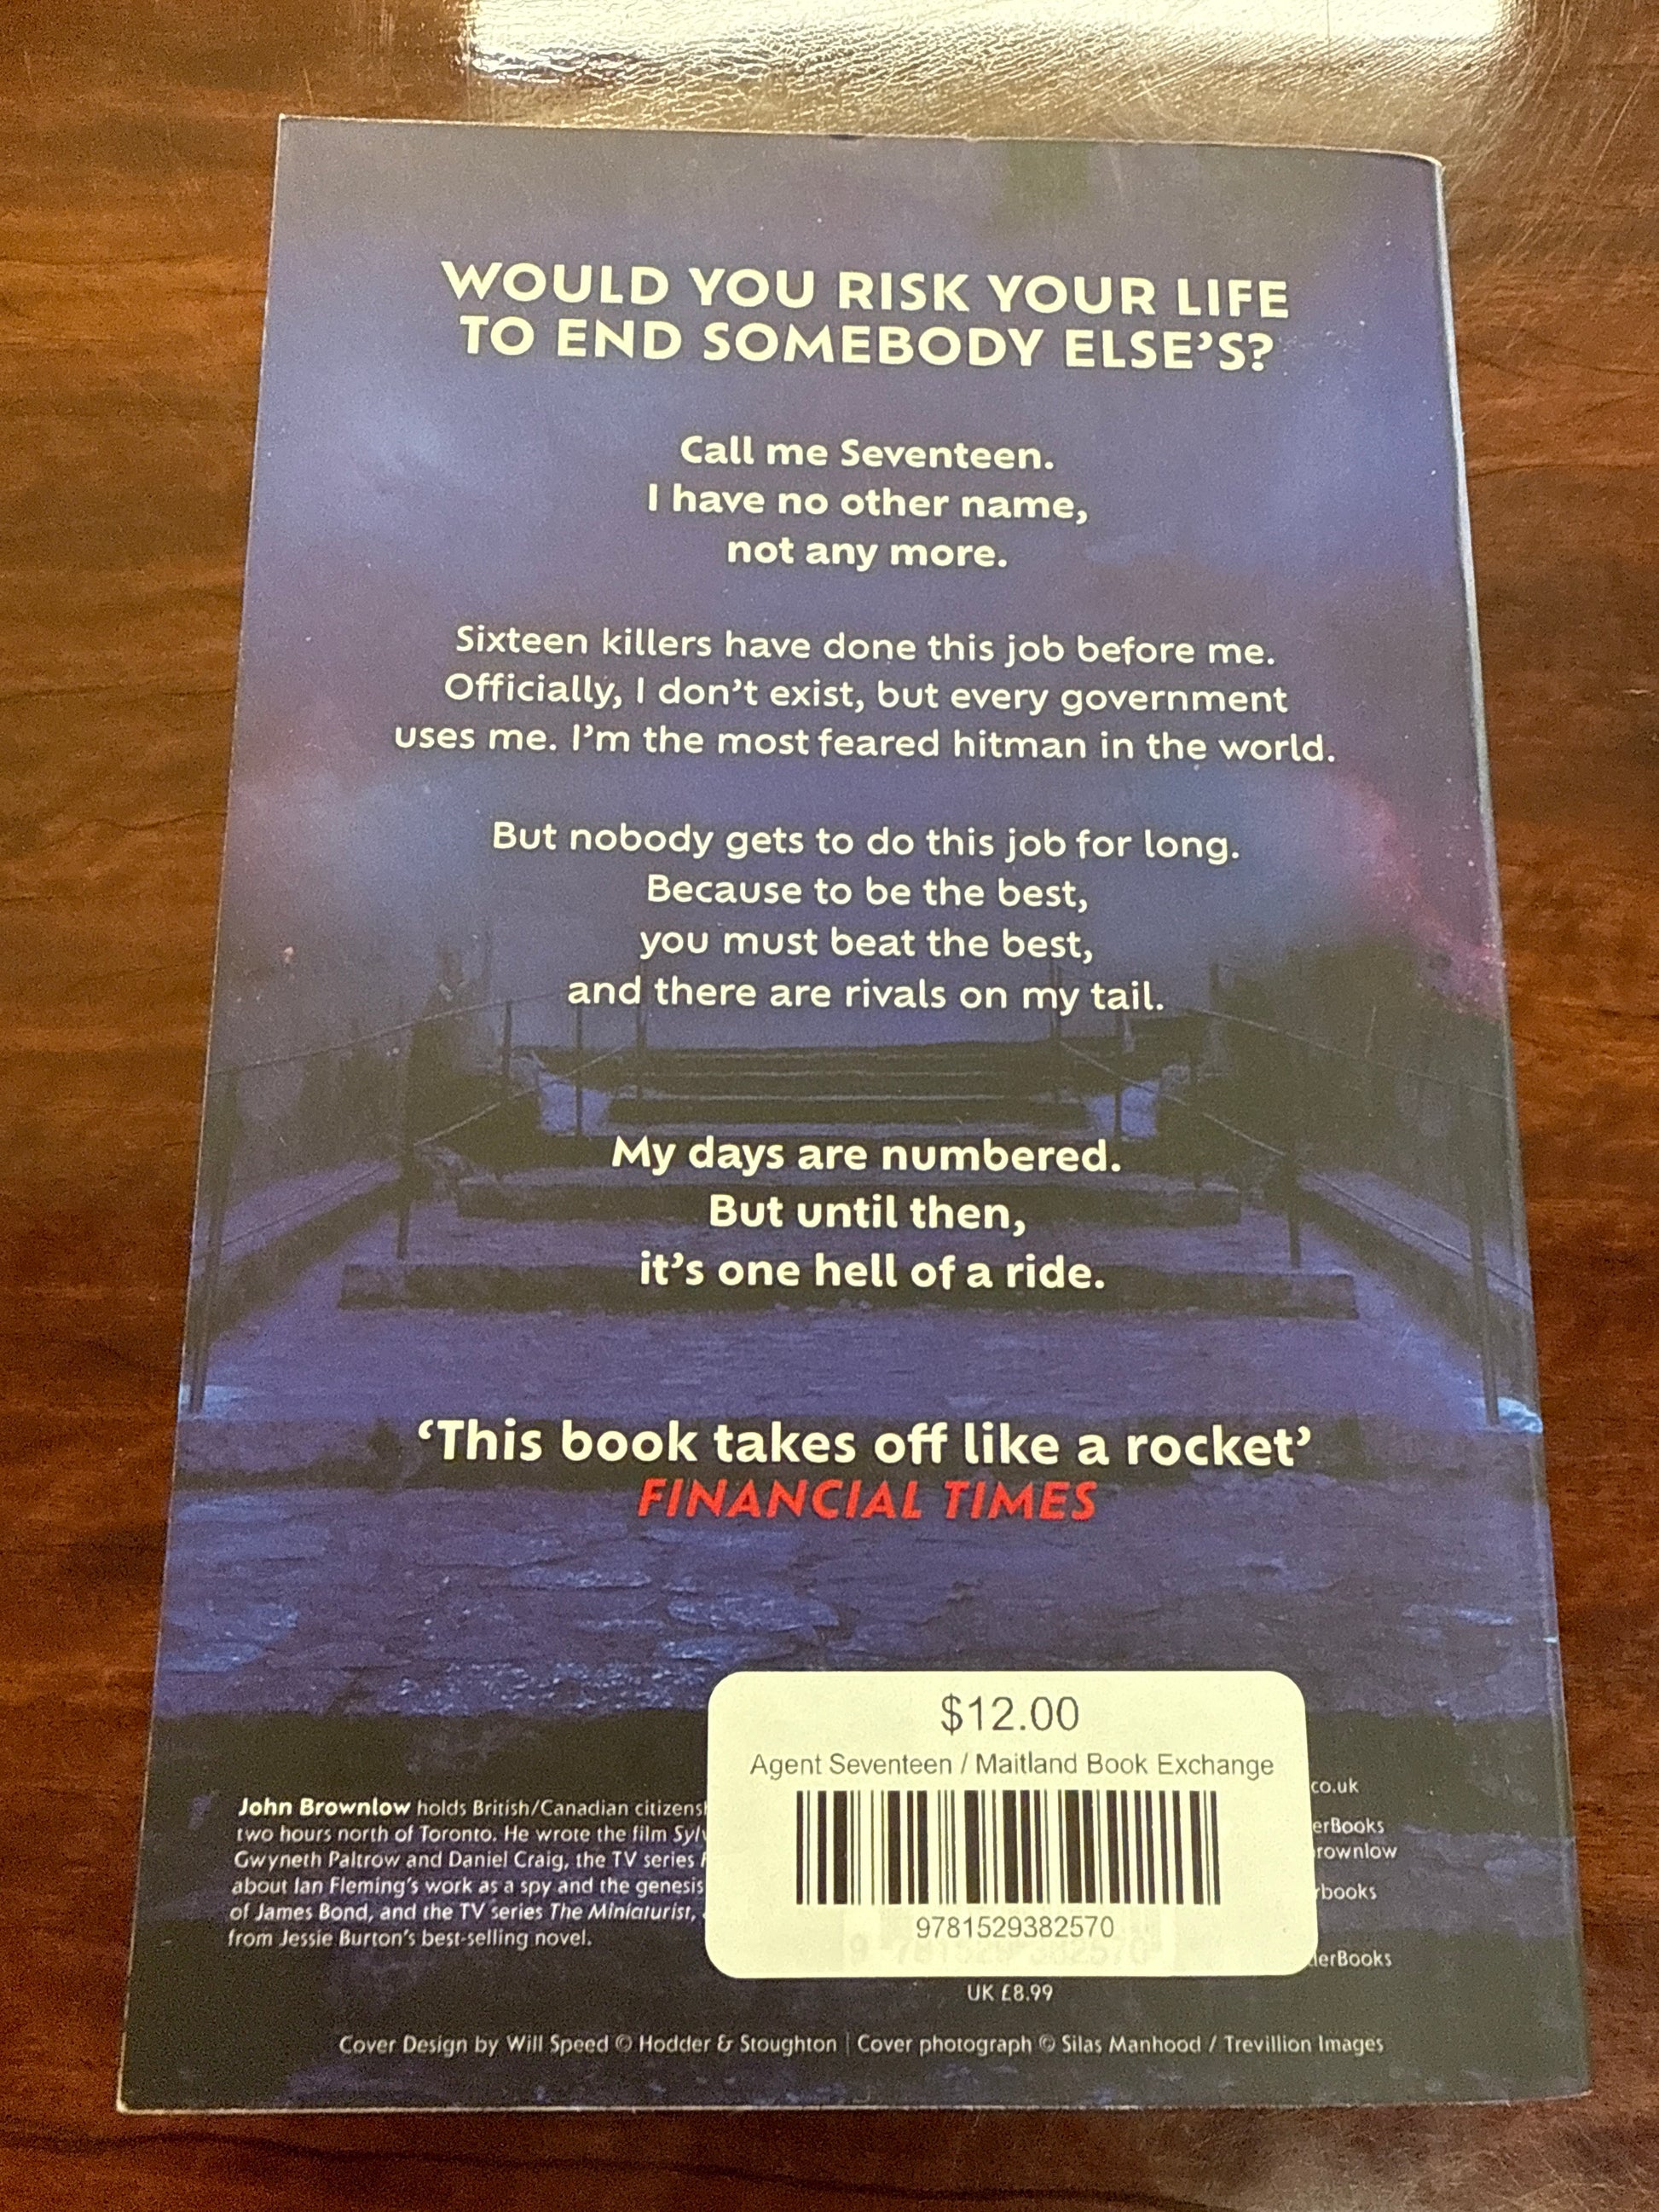 WOULD YOU RISK YOUR LIFE
TO END SOMEBODY ELSE'S?
Call me Seventeen.
I have no other name,
not any more.
Sixteen killers have done this job before me.
Officially, I don't exist, but every government
uses me. I'm the most feared hitman in the world.
But nobody gets to do this job for long.
Because to be the best,
you must beat the best,
and there are rivals on my tail.
My days are numbered.
But until then,
it's one hell of a ride.
‘This book takes off like a rocket’
FINANCIAL TIMES
John Brownlow holds British/Canadian
two hours north of Toronto. He wrote the film
Gwyneth Paltrow and Daniel Craig, the TV series
about Ian Fleming's work as a spy and the genesis
of James Bond, and the TV series The Miniaturist,
from Jessie Burton's best-selling novel.
$12.00
Agent Seventeen / Maitland Book Exchange
9781529382570
9 781529 382570
co.uk
erBooks
rownlow
books
erBooks
UK £8.99
Cover Design by Will Speed © Hodder & Stoughton | Cover photograph © Silas Manhood / Trevillion Images